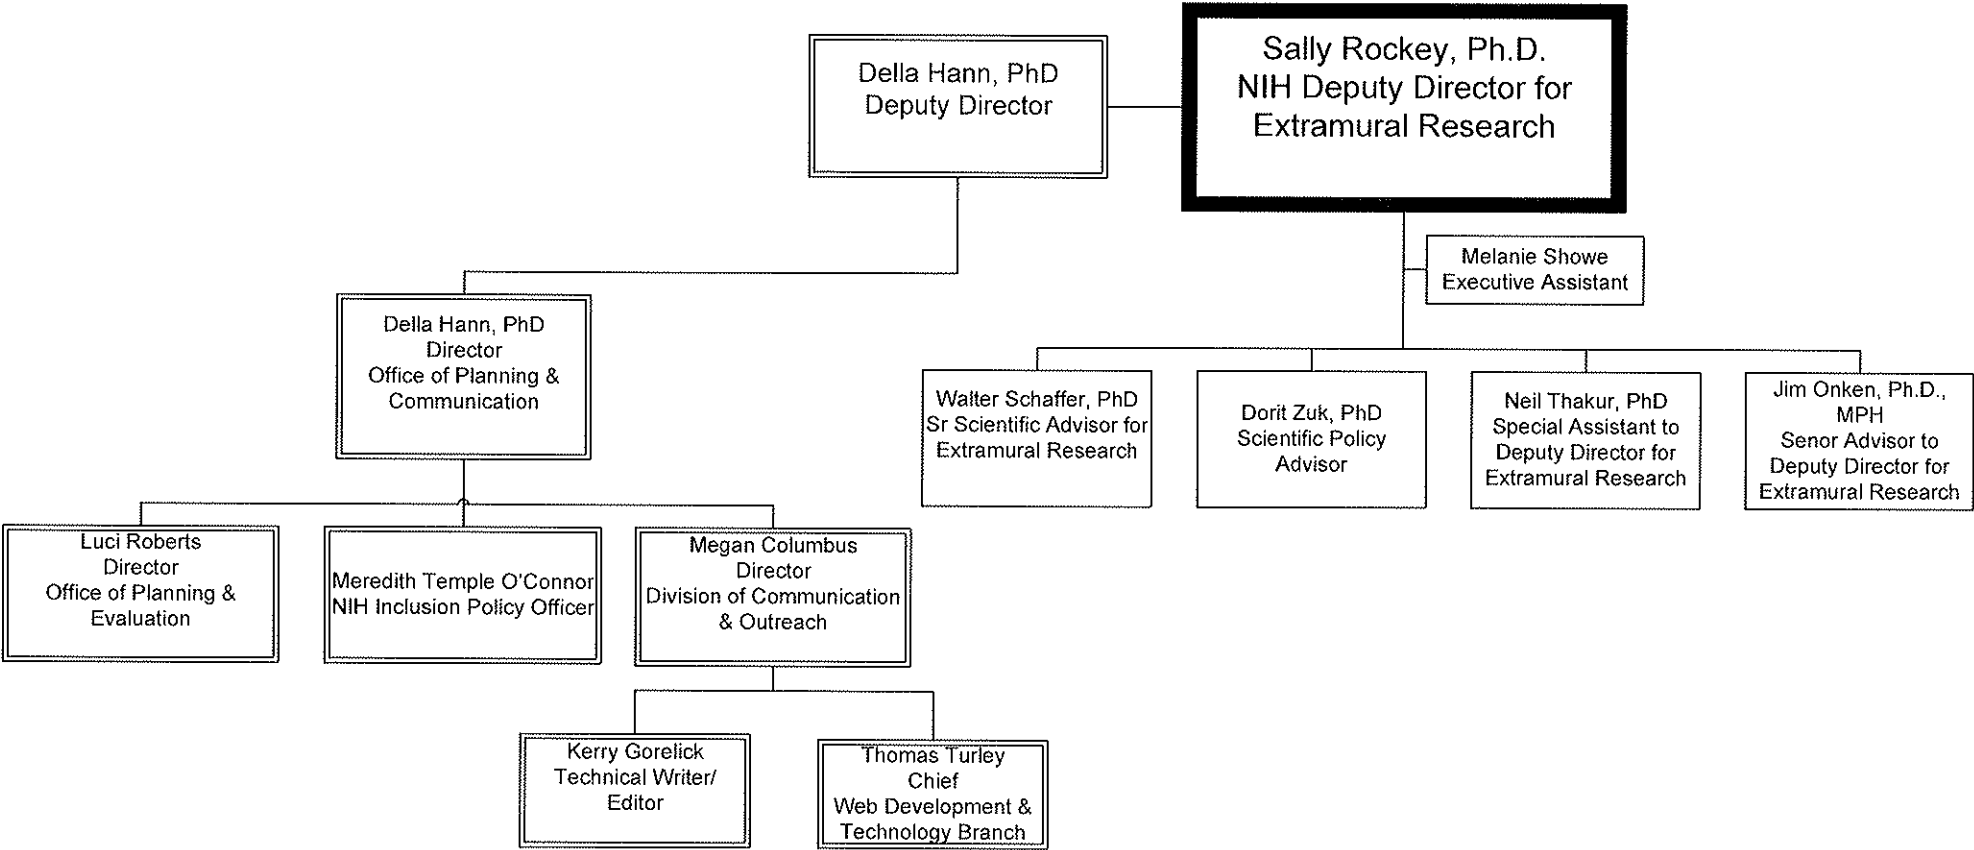 Della Hann, PhD
Deputy Director
Sally Rockey, Ph.D.
NIH Deputy Director for
Extramural Research
Melanie Showe
Executive Assistant
Della Hann, PhD
Director
Office of Planning &
Communication
Walter Schaffer, PhD
Sr Scientific Advisor for
Extramural Research
Dorit Zuk, PhD
Scientific Policy
Advisor
Neil Thakur, PhD
Special Assistant to
Deputy Director for
Extramural Research
Jim Onken, Ph.D.,
MPH
Senor Advisor to
Deputy Director for
Extramural Research
Luci Roberts
Director
Office of Planning &
Evaluation
Meredith Temple O'Connor
NIH Inclusion Policy Officer
Megan Columbus
Director
Division of Communication
& Outreach
Kerry Gorelick
Technical Writer/
Editor
Thomas Turley
Chief
Web Development &
Technology Branch